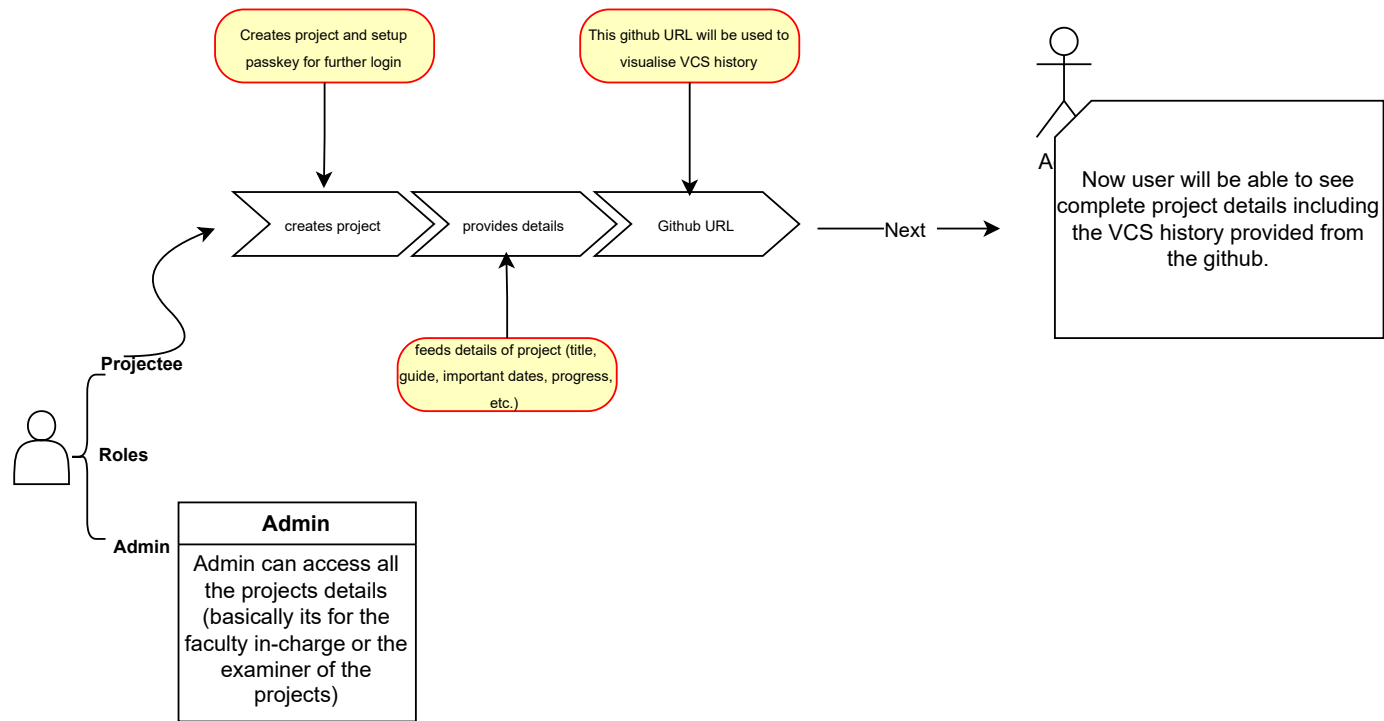 Creates project and setup
passkey for further login
This github URL will be used to
visualise VCS history
creates project
provides details
Github URL
Next
A
Now user will be able to see
complete project details including
the VCS history provided from
the github.
feeds details of project (title,
guide, important dates, progress,
etc.)
Projectee
Roles
Admin
Admin
Admin can access all
the projects details
(basically its for the
faculty in-charge or the
examiner of the
projects)